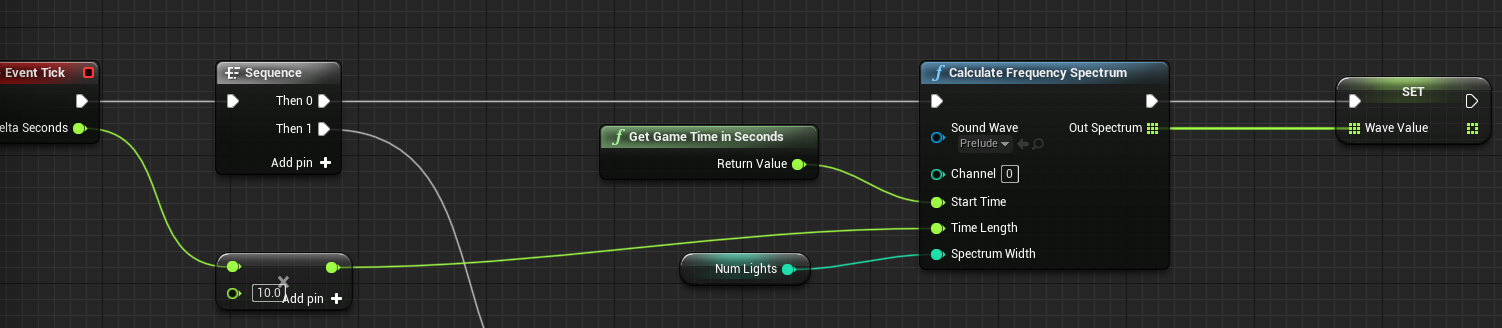 Event Tick
elta Seconds
Sequence
Then 0
Then 1
Add pin
10.0
Add pin
Get Game Time in Seconds
Return Value
Num Lights
Calculate Frequency Spectrum
Sound Wave
Out Spectrum
Prelude
Channel 0
Start Time
Time Length
Spectrum Width
SET
Wave Value